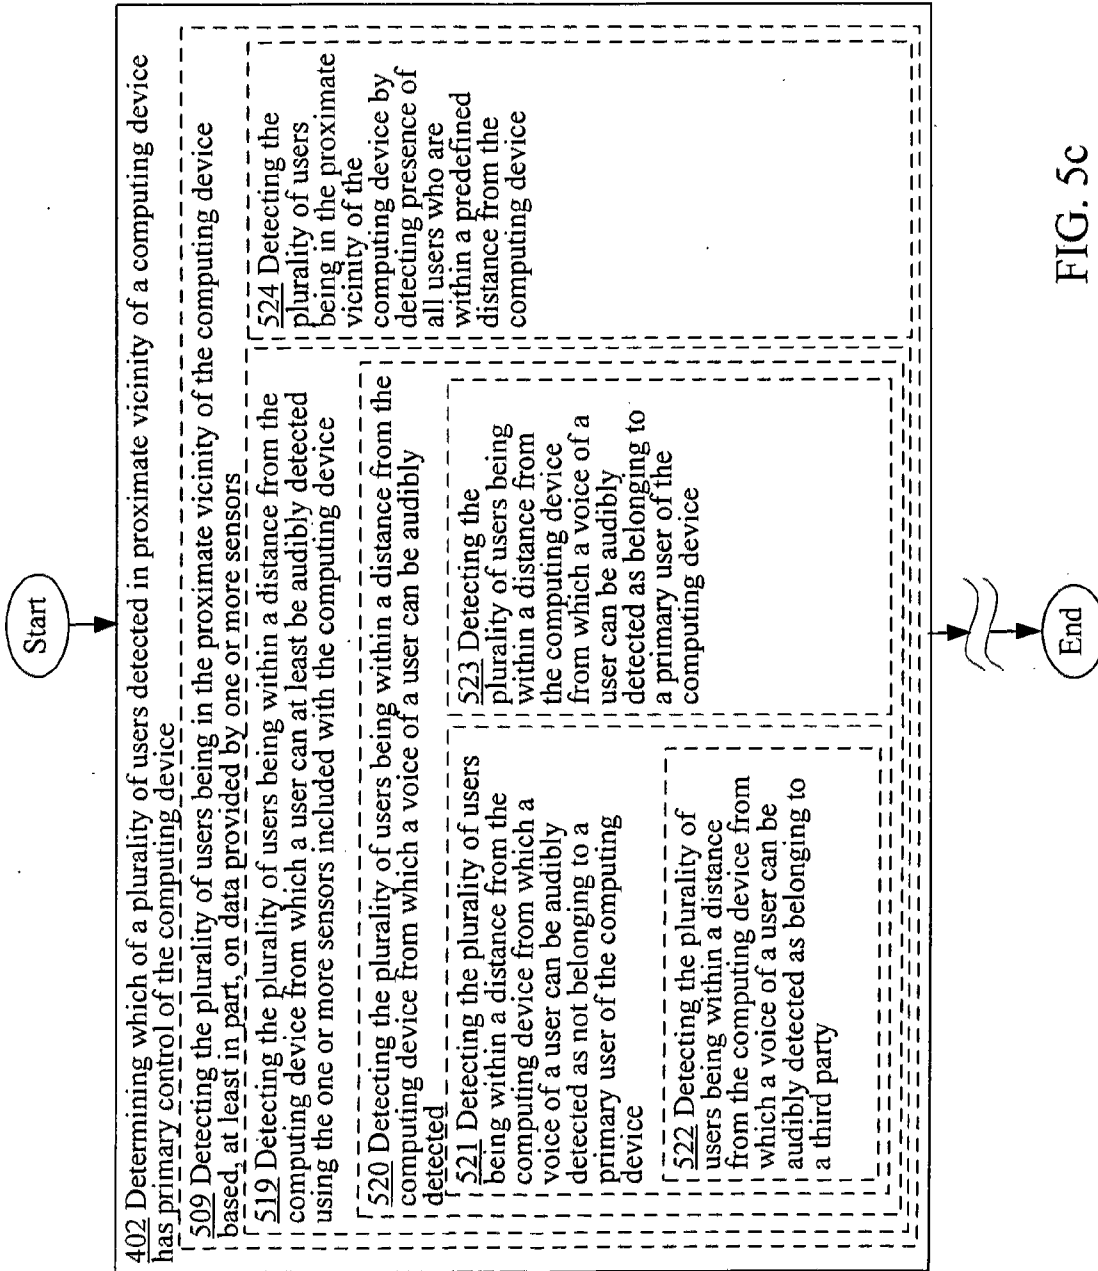 Start
402 Determining which of a plurality of users detected in proximate vicinity of a computing device
has primary control of the computing device
509 Detecting the plurality of users being in the proximate vicinity of the computing device
based, at least in part, on data provided by one or more sensors
519 Detecting the plurality of users being within a distance from the
computing device from which a user can at least be audibly detected
using the one or more sensors included with the computing device
520 Detecting the plurality of users being within a distance from the
computing device from which a voice of a user can be audibly
detected
521 Detecting the plurality of users
being within a distance from the
computing device from which a
voice of a user can be audibly
detected as not belonging to a
primary user of the computing
device
522 Detecting the plurality of
users being within a distance
from the computing device from
which a voice of a user can be
audibly detected as belonging to
a third party
523 Detecting the
plurality of users being
within a distance from
the computing device
from which a voice of a
user can be audibly
detected as belonging to
a primary user of the
computing device
524 Detecting the
plurality of users
being in the proximate
vicinity of the
computing device by
detecting presence of
all users who are
within a predefined
distance from the
computing device
End
FIG. 5c